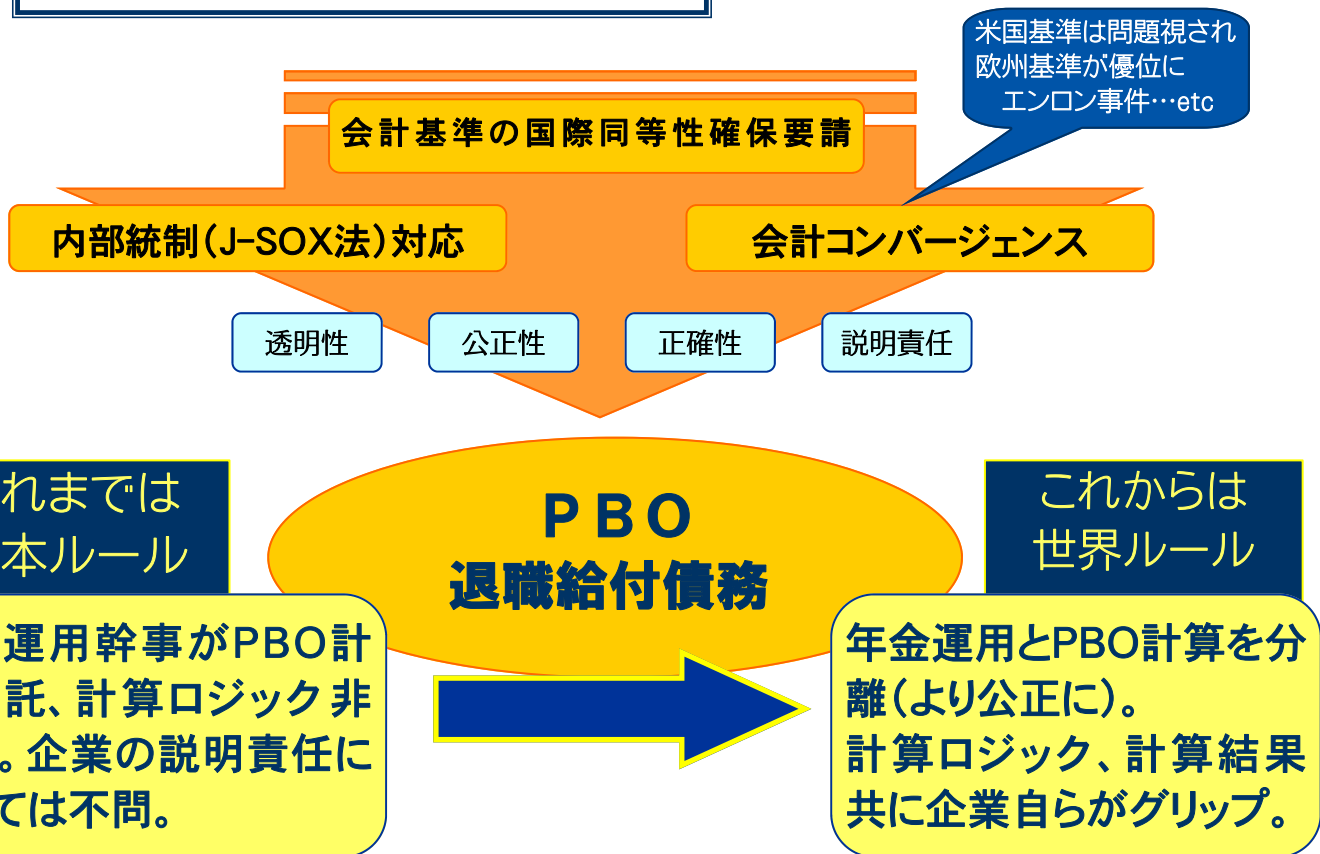 米国基準は問題視され
欧州基準が優位に
エンロン事件…etc
会計基準の国際同等性確保要請
内部統制(J-SOX法)対応
会計コンバージェンス
透明性
公正性
正確性
説明責任
れまでは
本ルール
PBO
退職給付債務
これからは
世界ルール
運用幹事がPBO計
託、計算ロジック非
。企業の説明責任に
ては不問。
年金運用とPBO計算を分
離(より公正に)。
計算ロジック、計算結果
共に企業自らがグリップ。